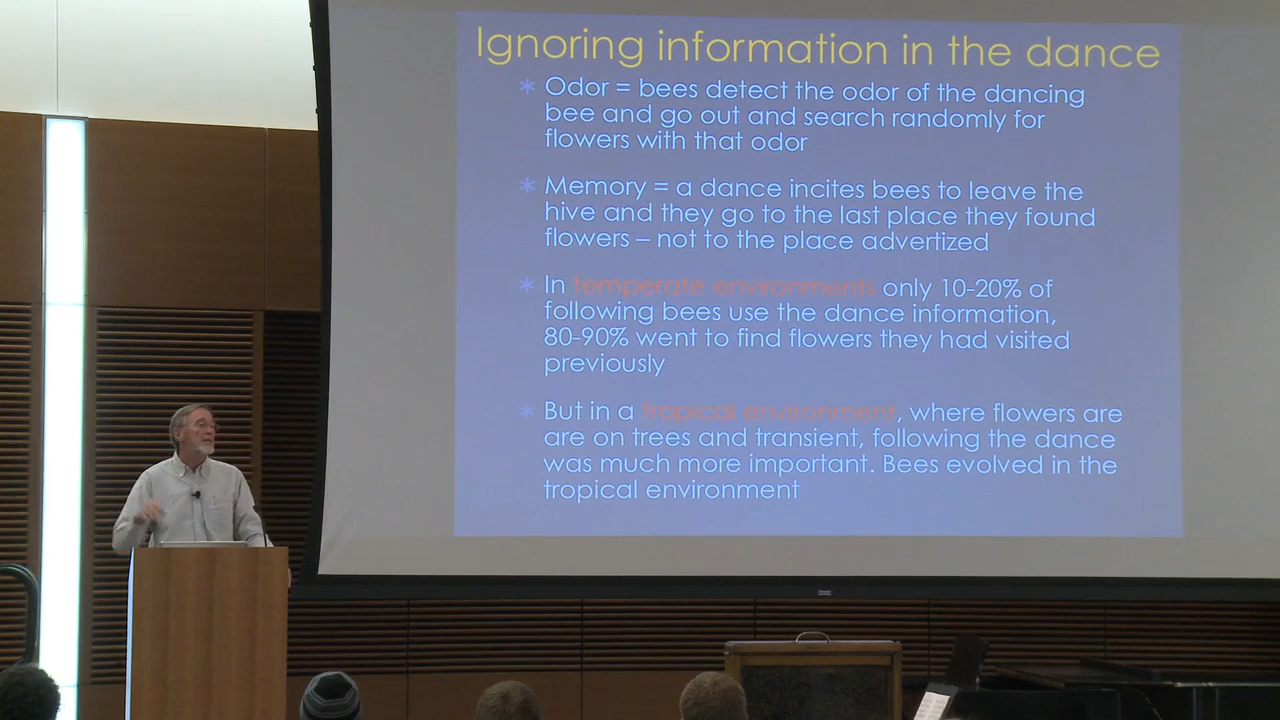 Ignoring information in the dance
* Odor = bees detect the odor of the dancing
bee and go out and search randomly for
flowers with that odor
* Memory = a dance incites bees to leave the
hive and they go to the last place they found
flowers – not to the place advertized
* In temperate environments only 10-20% of
following bees use the dance information,
80-90% went to find flowers they had visited
previously
* But in a tropical environment, where flowers are
are on trees and transient, following the dance
was much more important. Bees evolved in the
tropical environment